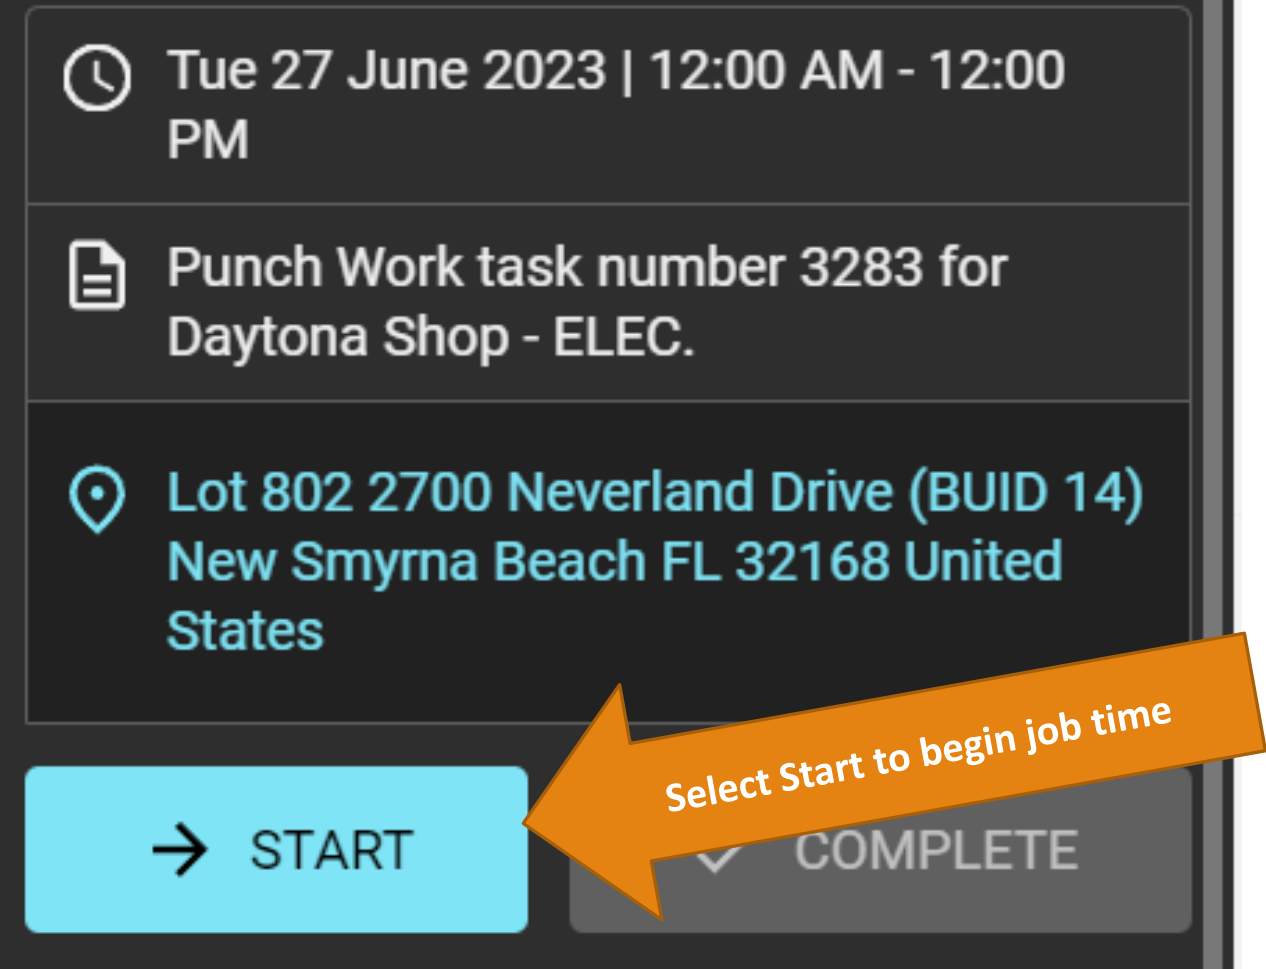 Tue 27 June 2023 | 12:00 AM - 12:00
PM
Punch Work task number 3283 for
Daytona Shop - ELEC.
Lot 802 2700 Neverland Drive (BUID 14)
New Smyrna Beach FL 32168 United
States
Select Start to begin job time
START
COMPLETE